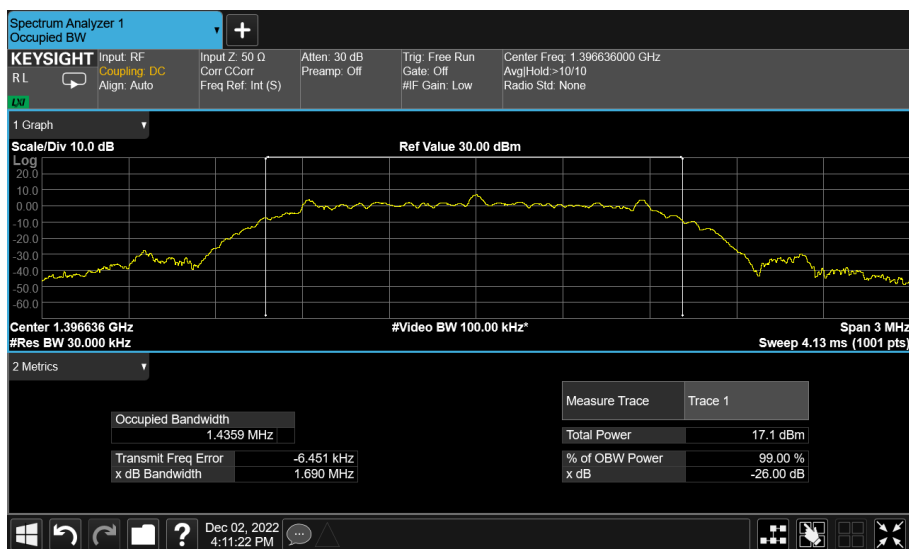 Spectrum Analyzer 1
Occupied BW
KEYSIGHT Input: RF Input Z: 50 Ω Atten: 30 dB Trig: Free Run Center Freq: 1.396636000 GHz
RL Coupling: DC Corr CCorr Preamp: Off Gate: Off Avg|Hold:>10/10
Align: Auto Freq Ref: Int (S) #IF Gain: Low Radio Std: None
LXI
1 Graph
Scale/Div 10.0 dB Ref Value 30.00 dBm
Log
20.0
10.0
0.00
-10.0
-20.0
-30.0
-40.0
-50.0
-60.0
Center 1.396636 GHz #Video BW 100.00 kHz* Span 3 MHz
#Res BW 30.000 kHz Sweep 4.13 ms (1001 pts)
2 Metrics
Measure Trace Trace 1
Occupied Bandwidth
1.4359 MHz Total Power 17.1 dBm
Transmit Freq Error -6.451 kHz % of OBW Power 99.00 %
x dB Bandwidth 1.690 MHz x dB -26.00 dB
? Dec 02, 2022
4:11:22 PM